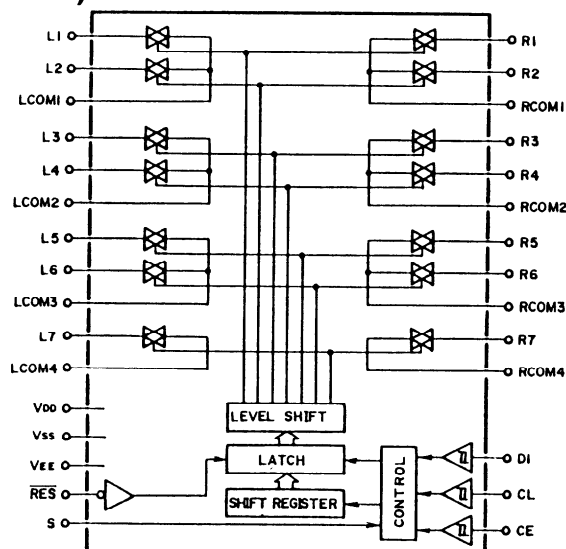 L1
R1
L2
R2
LCOM1
RCOM1
L3
R3
L4
R4
LCOM2
RCOM2
L5
R5
L6
R6
LCOM3
RCOM3
L7
R7
LCOM4
RCOM4
LEVEL SHIFT
VDD
VSS
LATCH
VEE
DI
RES
SHIFT REGISTER
CONTROL
CL
S
CE